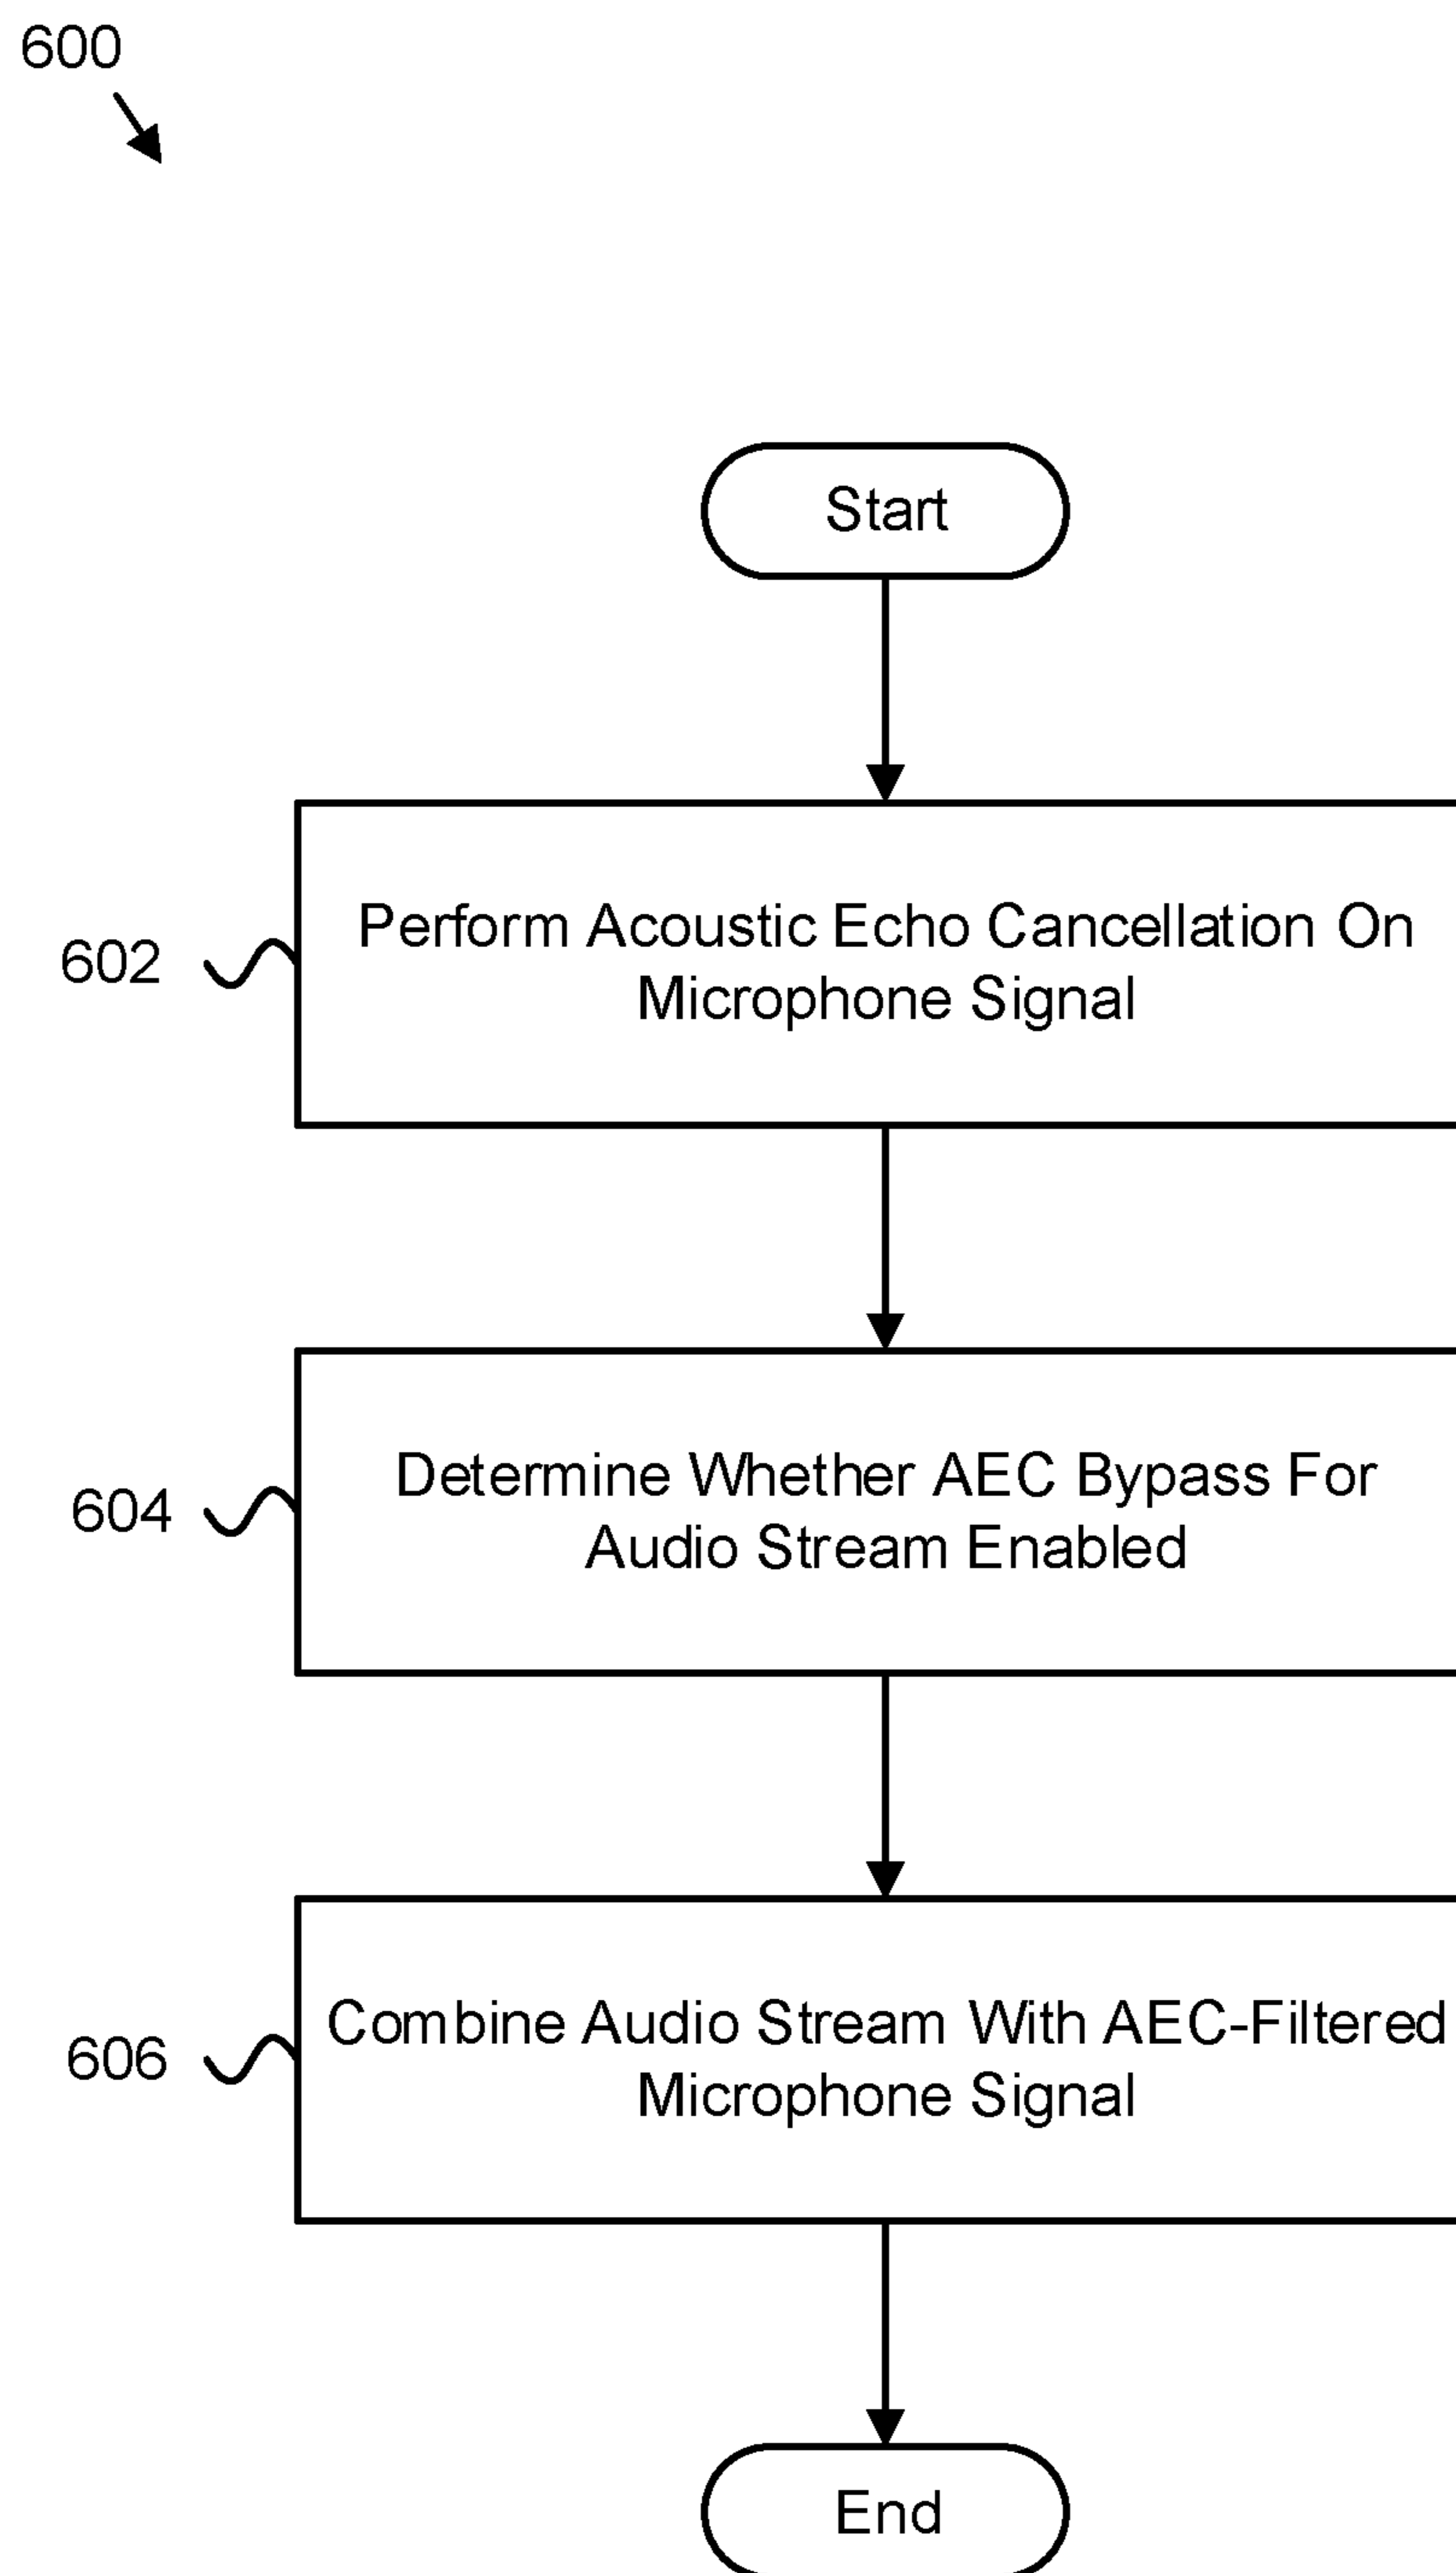 600
Start
602
Perform Acoustic Echo Cancellation On
Microphone Signal
604
Determine Whether AEC Bypass For
Audio Stream Enabled
606
Combine Audio Stream With AEC-Filtered
Microphone Signal
End